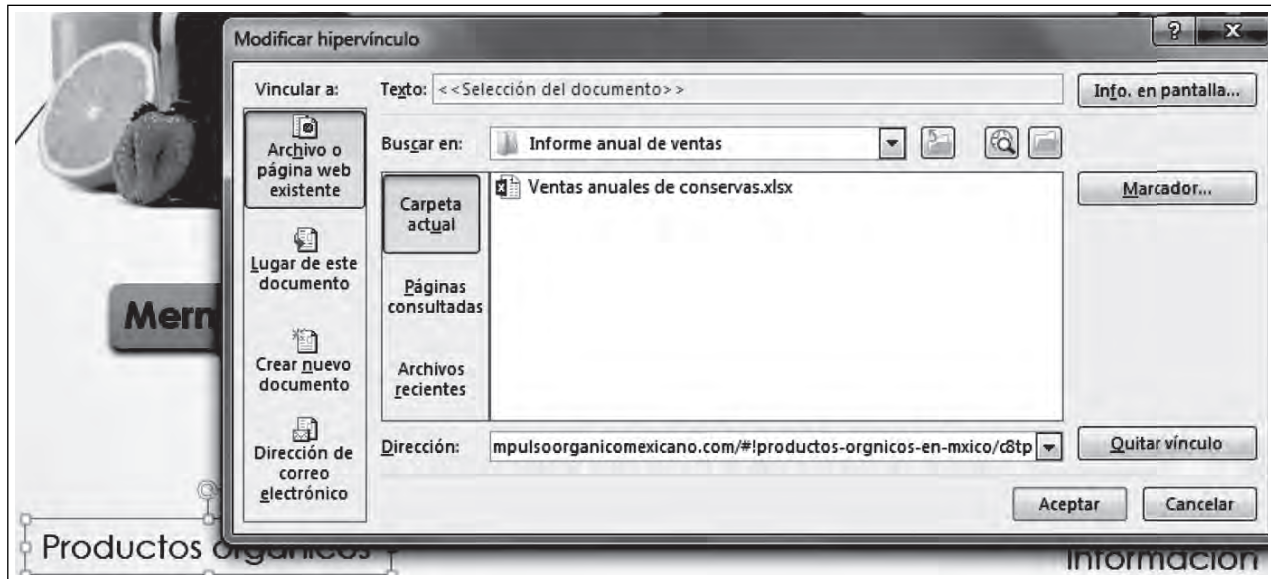 Modificar hipervínculo
Vincular a:
Texto: <<Selección del documento>>
Info. en pantalla...
Archivo o
página web
existente
Buscar en:
Informe anual de ventas
Carpeta
actual
Ventas anuales de conservas.xlsx
Marcador...
Lugar de este
documento
Páginas
consultadas
Crear nuevo
documento
Archivos
recientes
Dirección de
correo
electrónico
Dirección:
mpulsoorganicomexicano.com/#!productos-orgnicos-en-mxico/c8tp
Quitar vínculo
Aceptar
Cancelar
Merm
Productos orgánicos
Información